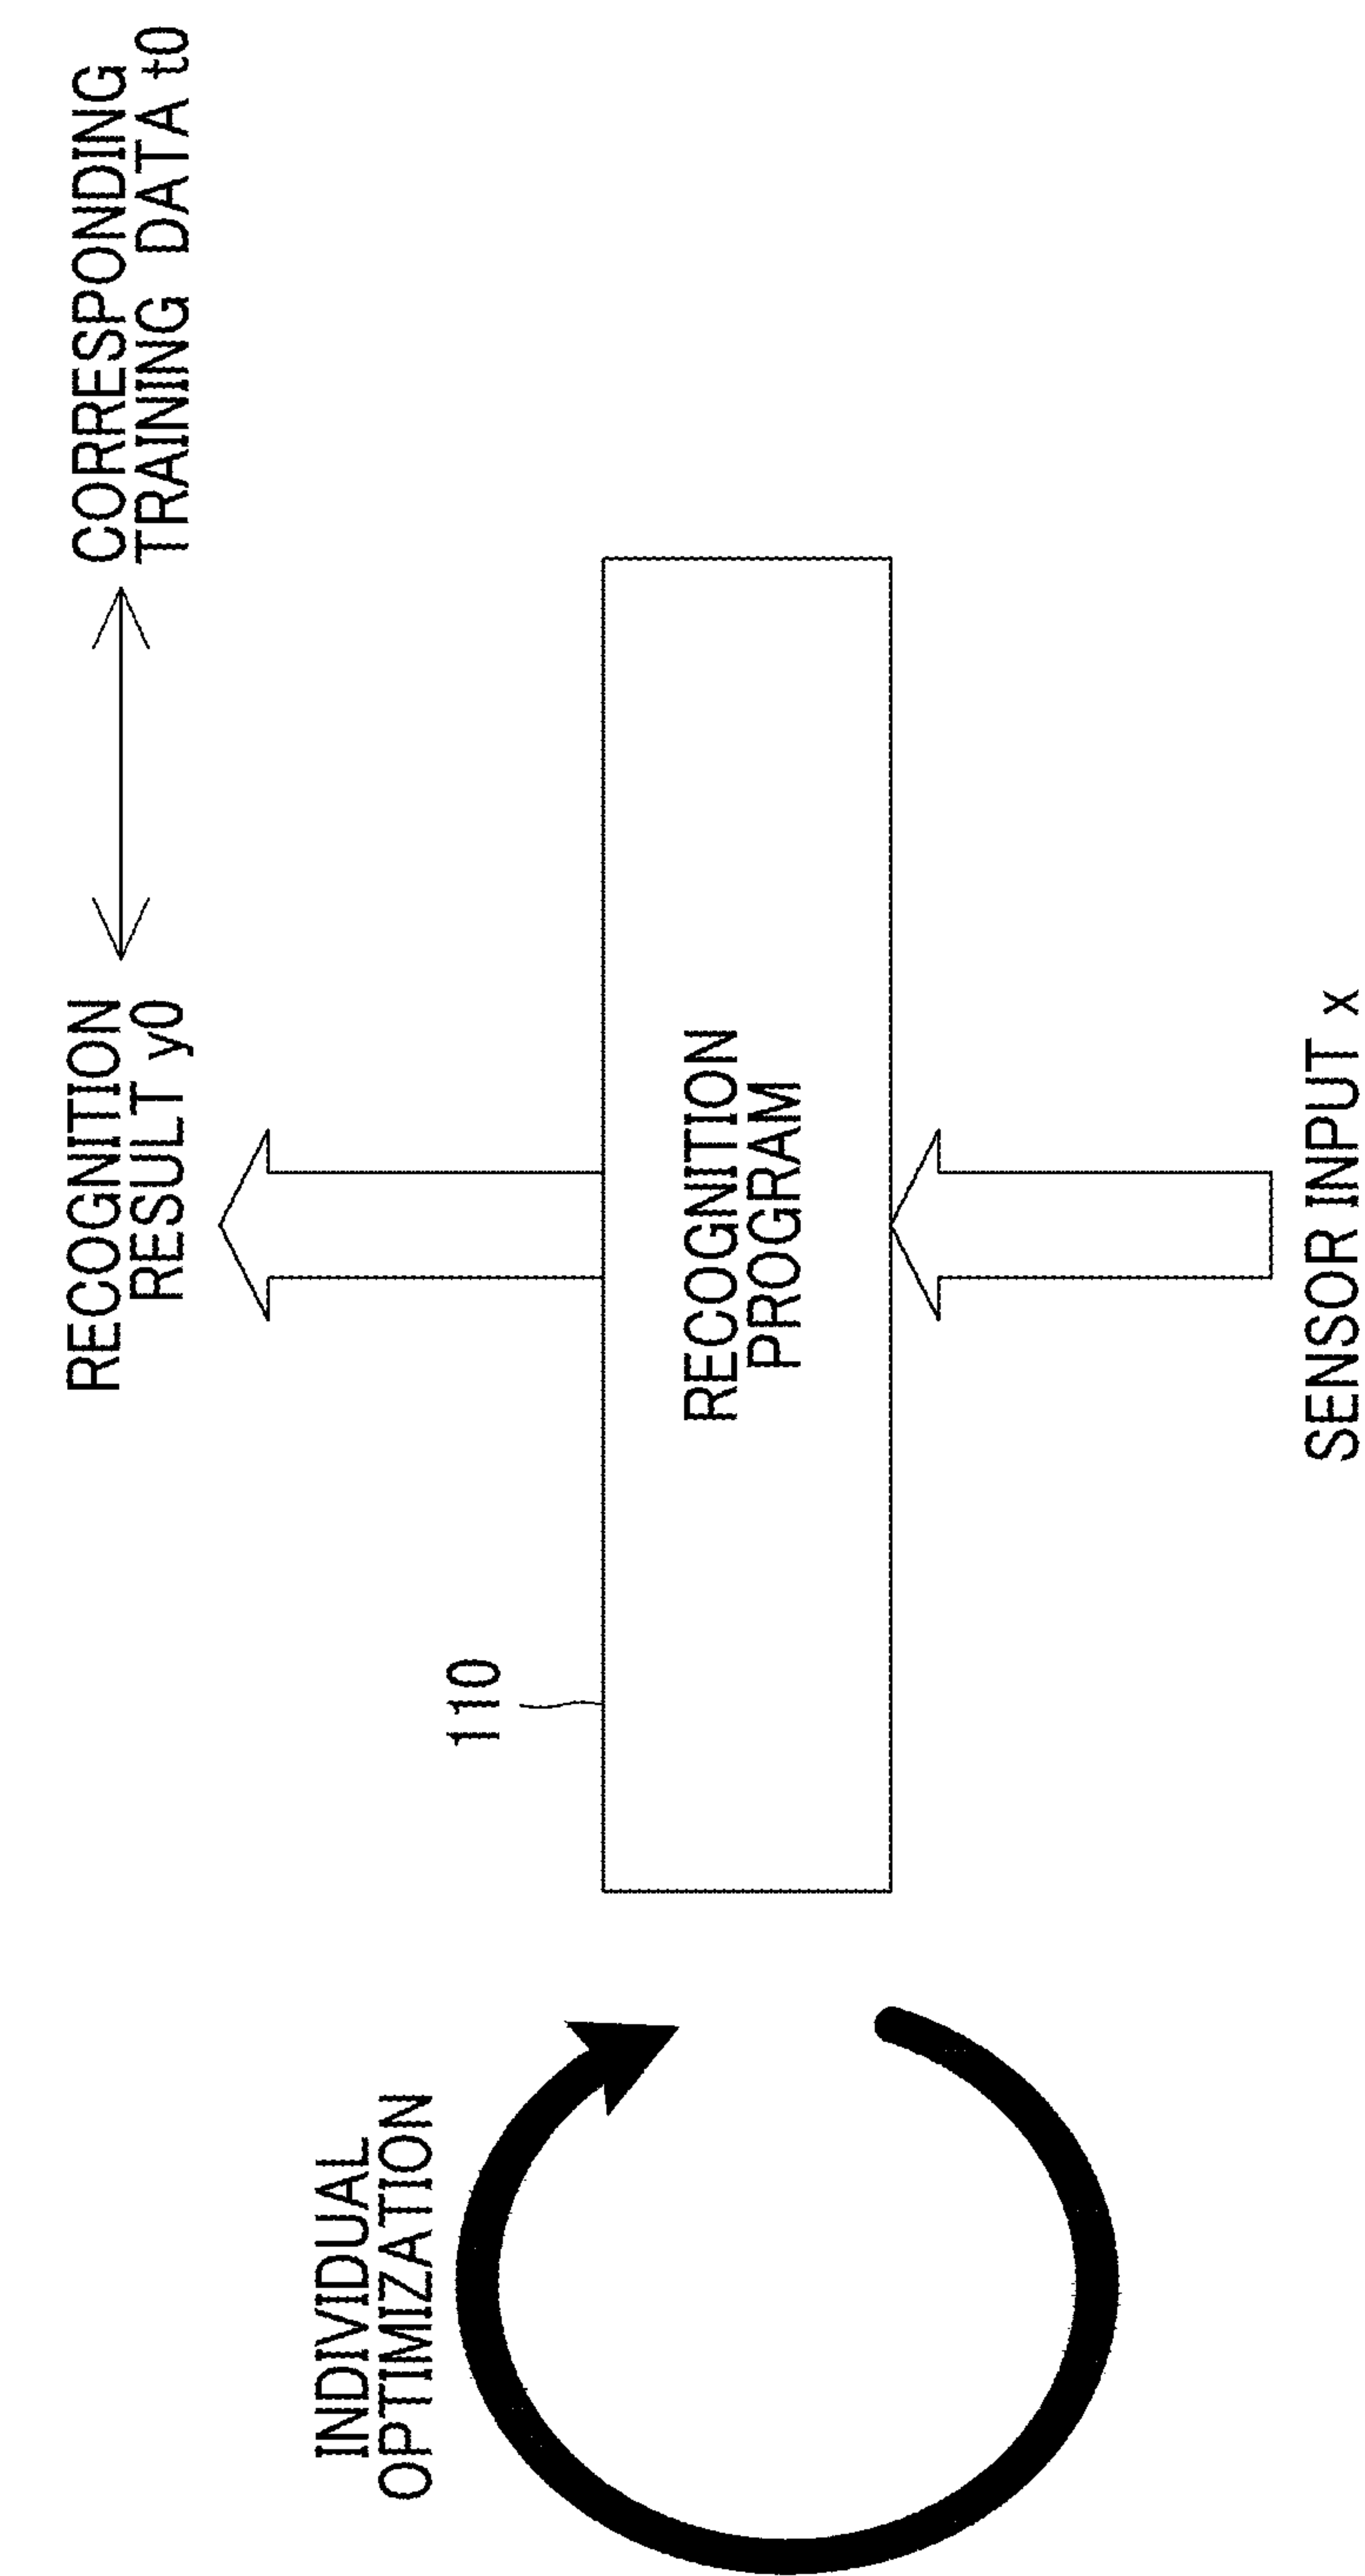 RECOGNITION
RESULT y0
CORRESPONDING
TRAINING DATA t0
INDIVIDUAL
OPTIMIZATION
110
RECOGNITION
PROGRAM
SENSOR INPUT x